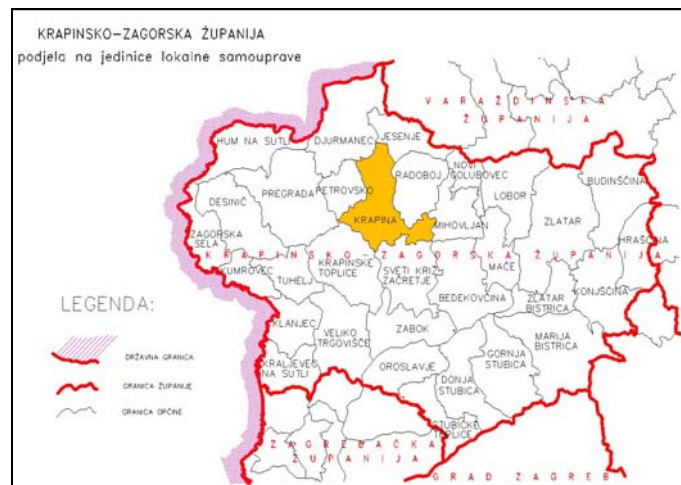 KRAPINSKO-ZAGORSKA ŽUPANIJA
podjela na jedinice lokalne samouprave
VARAŽDINSKA
ŽUPANIJA
HUM NA SUTLI
DJURMANEC
JESENJE
RADOBOJ
NOVI
GOLUBOVEC
LOBOR
BUDINŠČINA
DESINIĆ
PREGRADA
PETROVSKO
KRAPINA
MIHOVLJAN
ZLATAR
HRAŠĆINA
ZAGORSKA
SELA
KRAPINSKO-ZAGORSKA ŽUPANIJA
KUMROVEC
TUHELJ
KRAPINSKE
TOPLICE
SVETI KRIŽ
ZAČRETJE
MAČE
BEDEKOVČINA
ZLATAR
BISTRICA
KONJŠČINA
LEGENDA:
KLANJEC
VELIKO
TRGOVIŠĆE
ZABOK
MARIJA
BISTRICA
DRŽAVNA GRANICA
KRALJEVEC
NA SUTLI
OROSLAVJE
GORNJA
STUBICA
DONJA
STUBICA
GRANICA ŽUPANIJE
GRANICA OPĆINE
STUBIČKE
TOPLICE
ZAGREBAČKA
ŽUPANIJA
GRAD ZAGREB